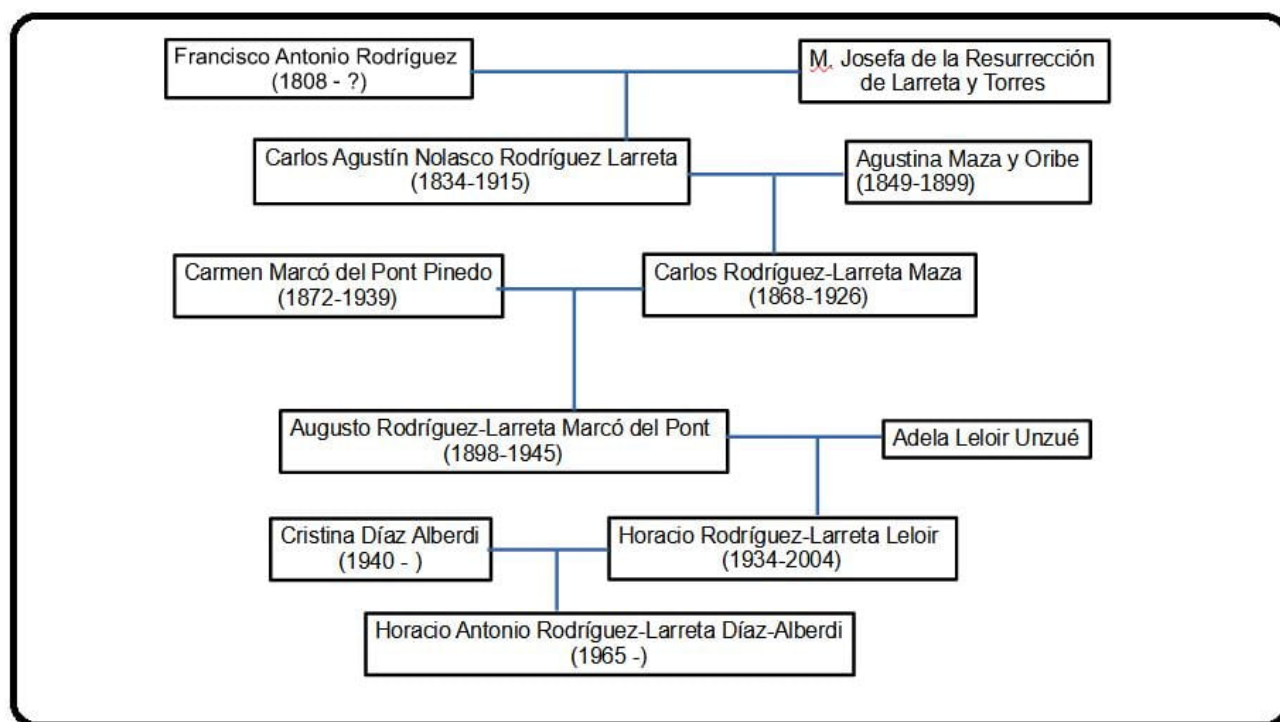 Francisco Antonio Rodríguez
(1808 - ?)
M. Josefa de la Resurrección
de Larreta y Torres
Carlos Agustín Nolasco Rodríguez Larreta
(1834-1915)
Agustina Maza y Oribe
(1849-1899)
Carmen Marcó del Pont Pinedo
(1872-1939)
Carlos Rodríguez-Larreta Maza
(1868-1926)
Augusto Rodríguez-Larreta Marcó del Pont
(1898-1945)
Adela Leloir Unzué
Cristina Díaz Alberdi
(1940 - )
Horacio Rodríguez-Larreta Leloir
(1934-2004)
Horacio Antonio Rodríguez-Larreta Díaz-Alberdi
(1965 -)